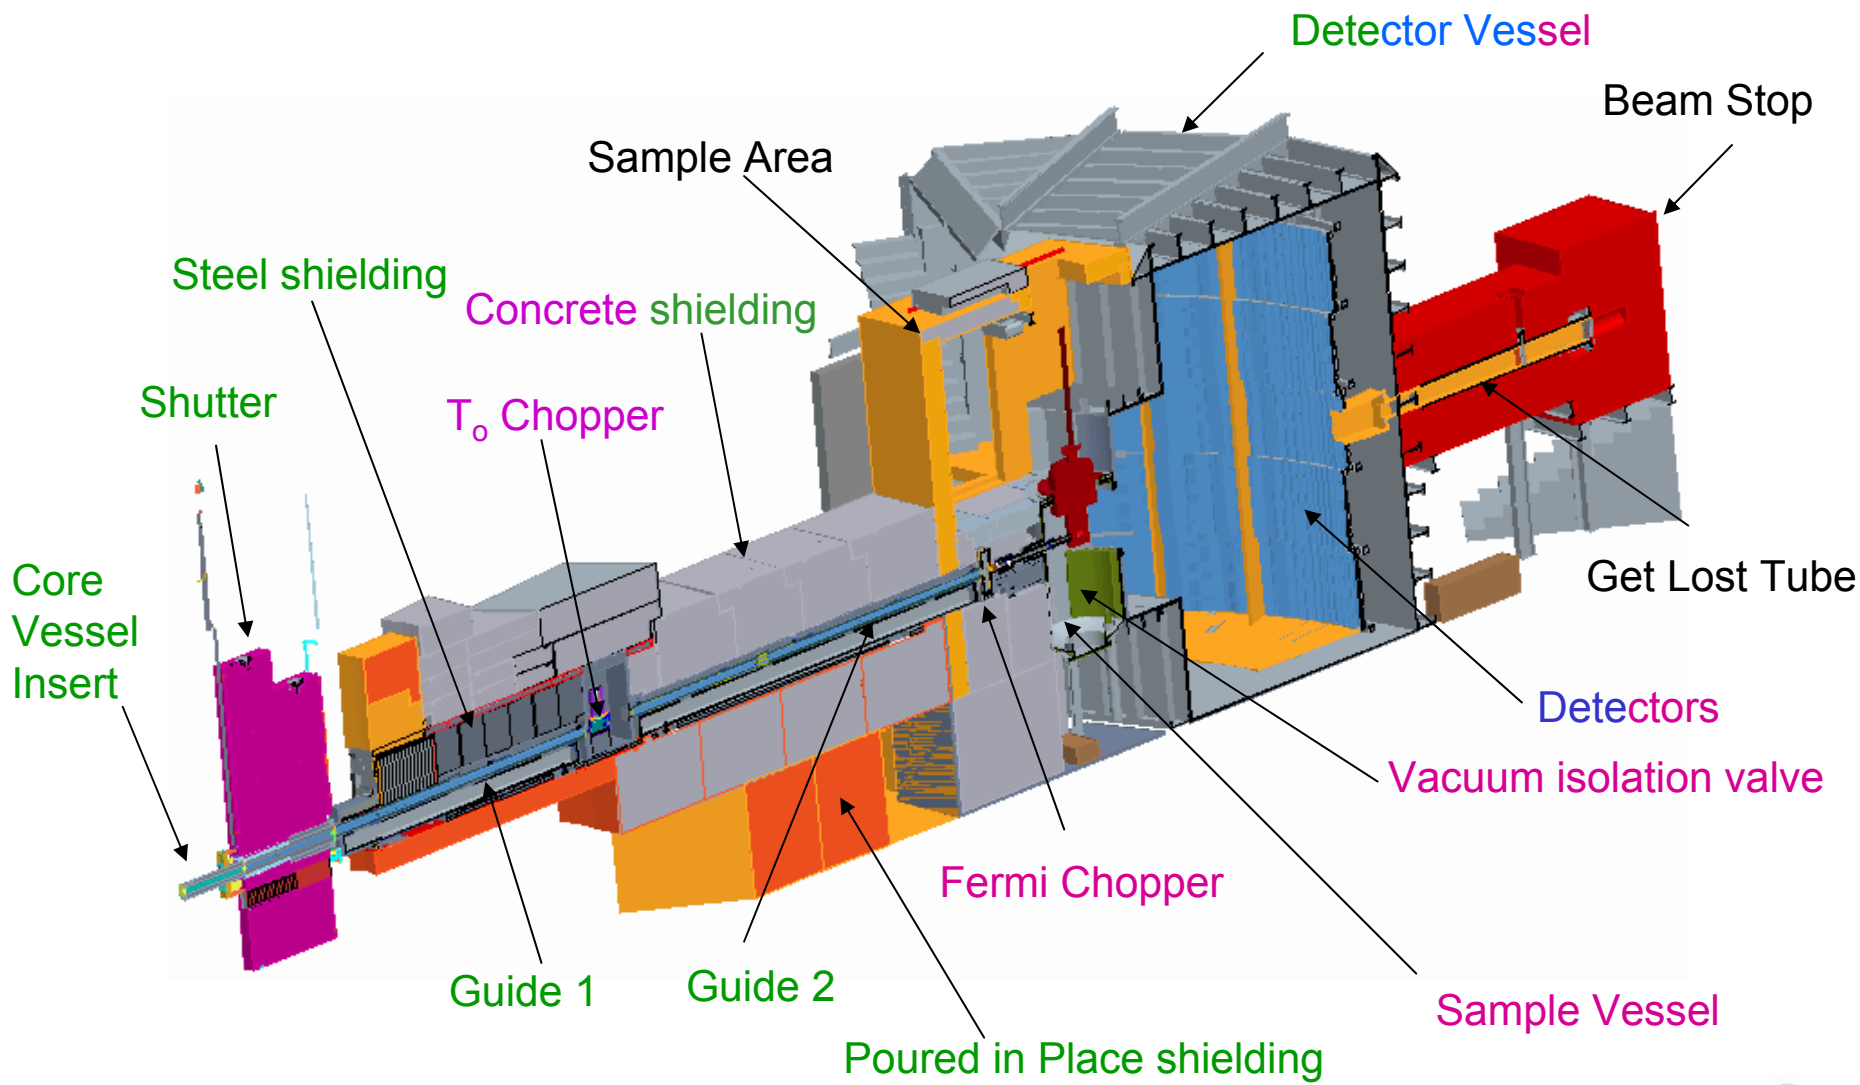 Detector Vessel
Beam Stop
Sample Area
Steel shielding
Concrete shielding
Shutter
To Chopper
Core
Vessel
Insert
Get Lost Tube
Detectors
Vacuum isolation valve
Fermi Chopper
Guide 1
Guide 2
Sample Vessel
Poured in Place shielding